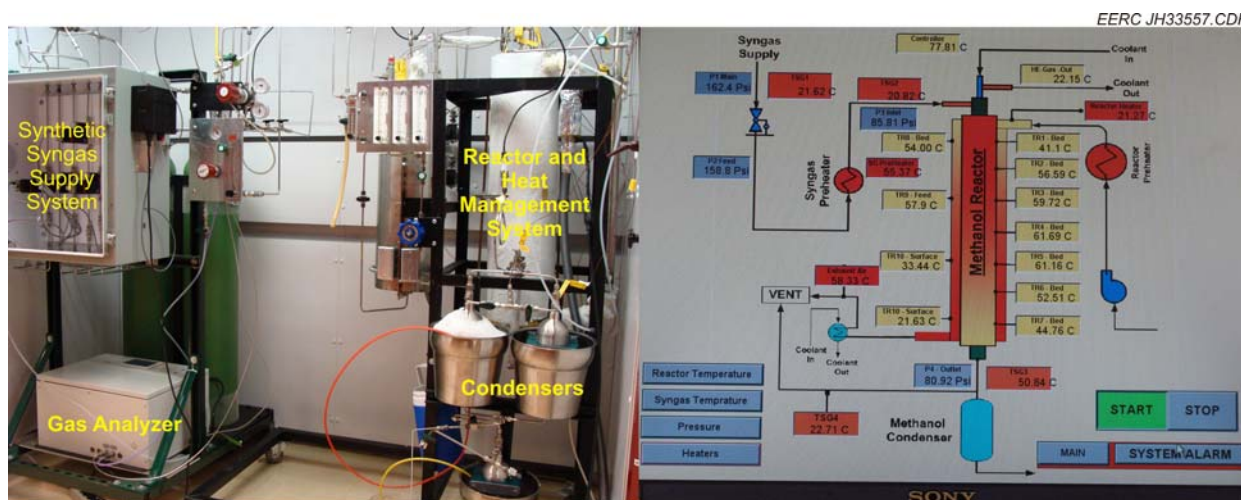 EERC JH33557.CDR
Synthetic
Syngas
Supply
System
Reactor and
Heat
Management
System
Condensers
Gas Analyzer
Syngas
Supply
Controller
77.81 C
Coolant
In
P1 Main
162.4 Psi
TSG1
21.62 C
TSG2
20.82 C
HE-Gas -Out
22.15 C
Coolant
Out
P3 Inlet
85.81 Psi
Reactor Heater
21.27 C
TR8 - Bed
54.00 C
TR1 - Bed
41.1 C
P2 Feed
158.8 Psi
SG PreHeater
55.37 C
TR2 - Bed
56.59 C
Syngas
Preheater
Methanol Reactor
Reactor
Preheater
TR9 - Feed
57.9 C
TR3 - Bed
59.72 C
TR4 - Bed
61.69 C
TR10 - Surface
33.44 C
TR5 - Bed
61.16 C
Exhaust Air
58.33 C
TR6 - Bed
52.51 C
VENT
TR10 - Surface
21.63 C
TR7 - Bed
44.76 C
Coolant
In
Coolant
Out
P4 - Outlet
80.92 Psi
TSG3
50.64 C
Reactor Temperature
Syngas Temprature
Pressure
Heaters
TSG4
22.71 C
Methanol
Condenser
START
STOP
MAIN
SYSTEM ALARM
SONY